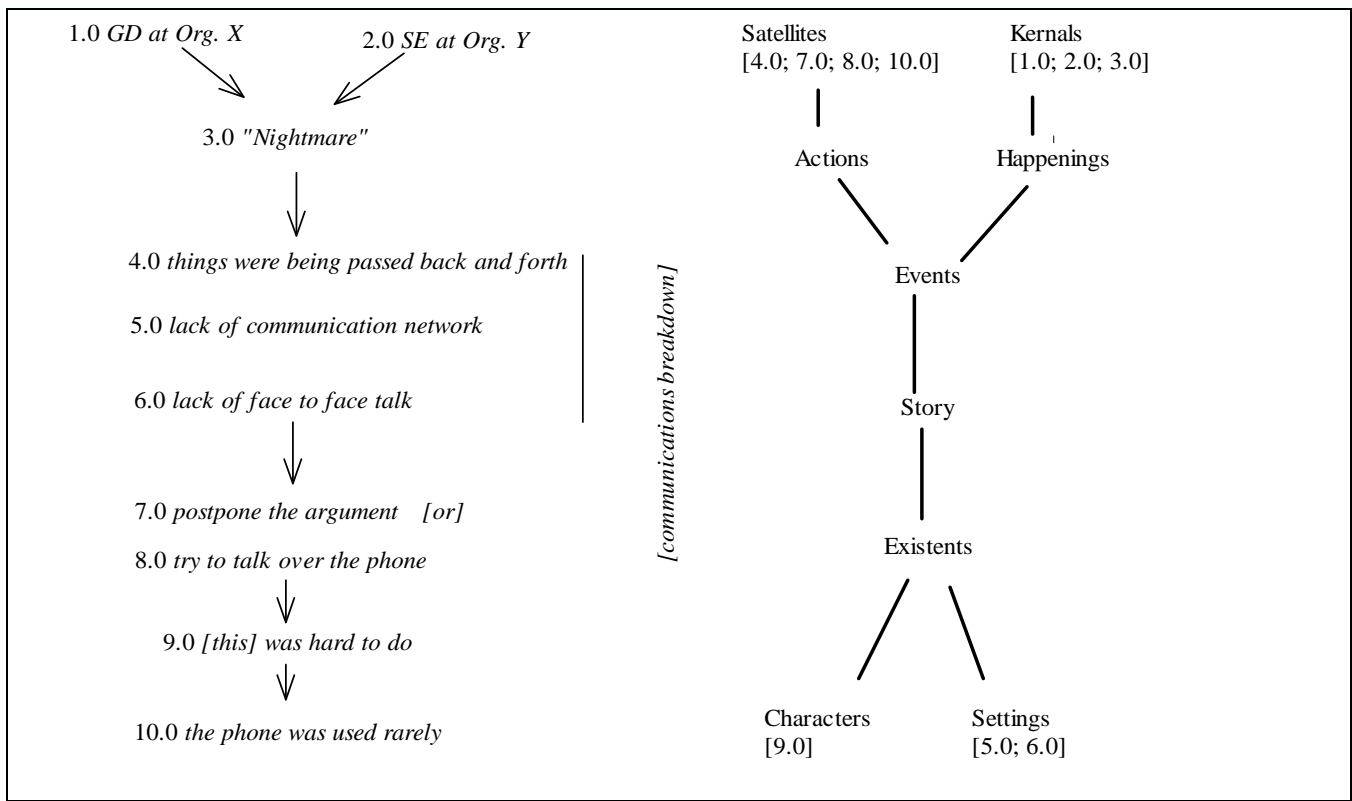 1.0 GD at Org. X
2.0 SE at Org. Y
3.0 "Nightmare"
4.0 things were being passed back and forth
5.0 lack of communication network
6.0 lack of face to face talk
[communications breakdown]
7.0 postpone the argument [or]
8.0 try to talk over the phone
9.0 [this] was hard to do
10.0 the phone was used rarely
Satellites
[4.0; 7.0; 8.0; 10.0]
Kernals
[1.0; 2.0; 3.0]
Actions
Happenings
Events
Story
Existents
Characters
[9.0]
Settings
[5.0; 6.0]